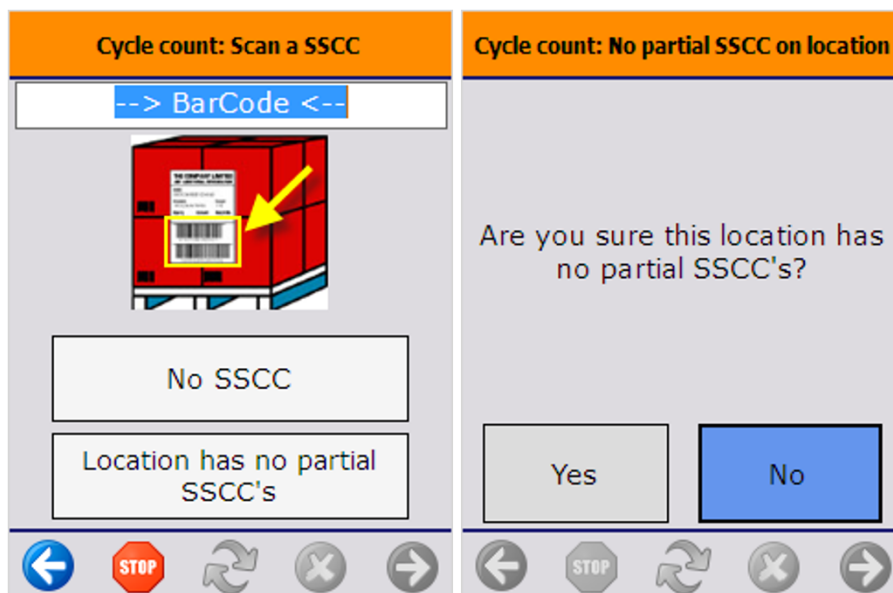 Cycle count: Scan a SSCC
--> BarCode <--
THE COMPANY LIMITED
No SSCC
Location has no partial
SSCC's
STOP
Cycle count: No partial SSCC on location
Are you sure this location has
no partial SSCC's?
Yes
No
STOP